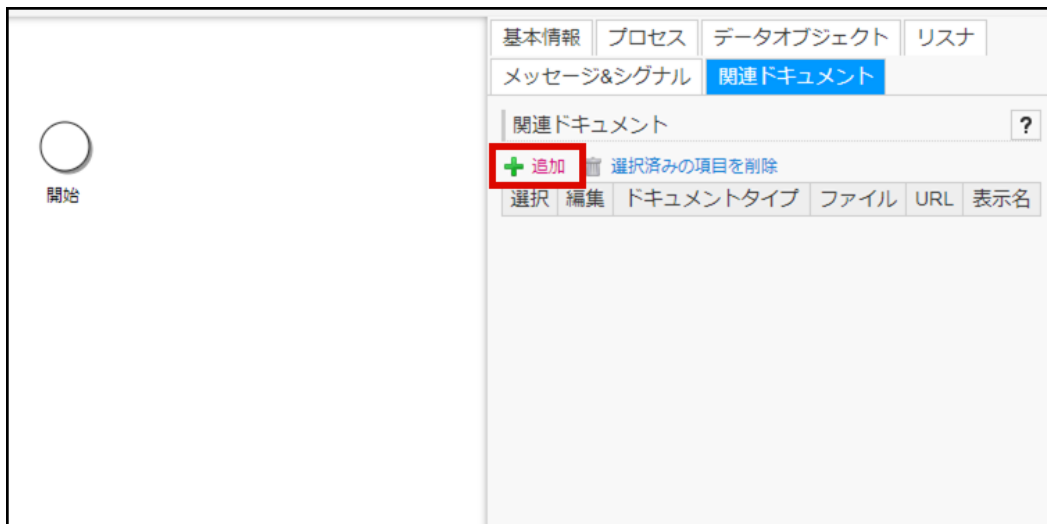 基本情報 プロセス データオブジェクト リスナ
メッセージ&シグナル 関連ドキュメント
関連ドキュメント ?
追加 選択済みの項目を削除
選択 編集 ドキュメントタイプ ファイル URL 表示名
開始